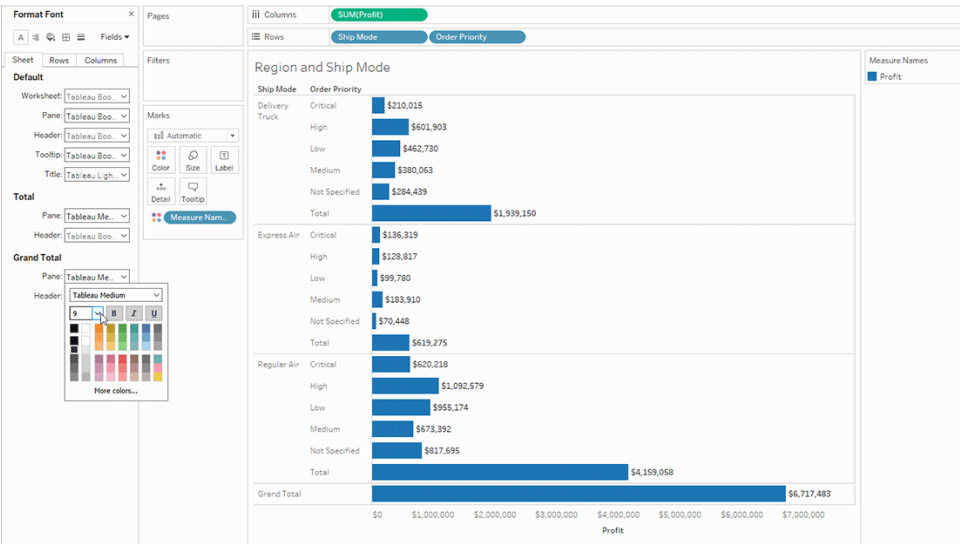 Format Font ×
A Fields
Sheet Rows Columns
Default
Worksheet: Tableau Boo..
Pane: Tableau Boo..
Header: Tableau Boo..
Tooltip: Tableau Boo..
Title: Tableau Ligh..
Total
Pane: Tableau Me..
Header: Tableau Boo..
Grand Total
Pane: Tableau Me..
Header:
Tableau Medium
9 B I U
More colors...
Pages
Filters
Marks
Automatic
Color Size Label
Detail Tooltip
Measure Nam..
Columns SUM(Profit)
Rows Ship Mode Order Priority
Region and Ship Mode
Ship Mode Order Priority
Delivery Truck Critical $210,015
High $601,903
Low $462,730
Medium $380,063
Not Specified $284,439
Total $1,939,150
Express Air Critical $136,319
High $128,817
Low $99,780
Medium $183,910
Not Specified $70,448
Total $619,275
Regular Air Critical $620,218
High $1,092,579
Low $955,174
Medium $673,392
Not Specified $817,695
Total $4,159,058
Grand Total $6,717,483
$0 $1,000,000 $2,000,000 $3,000,000 $4,000,000 $5,000,000 $6,000,000 $7,000,000
Profit
Measure Names
Profit